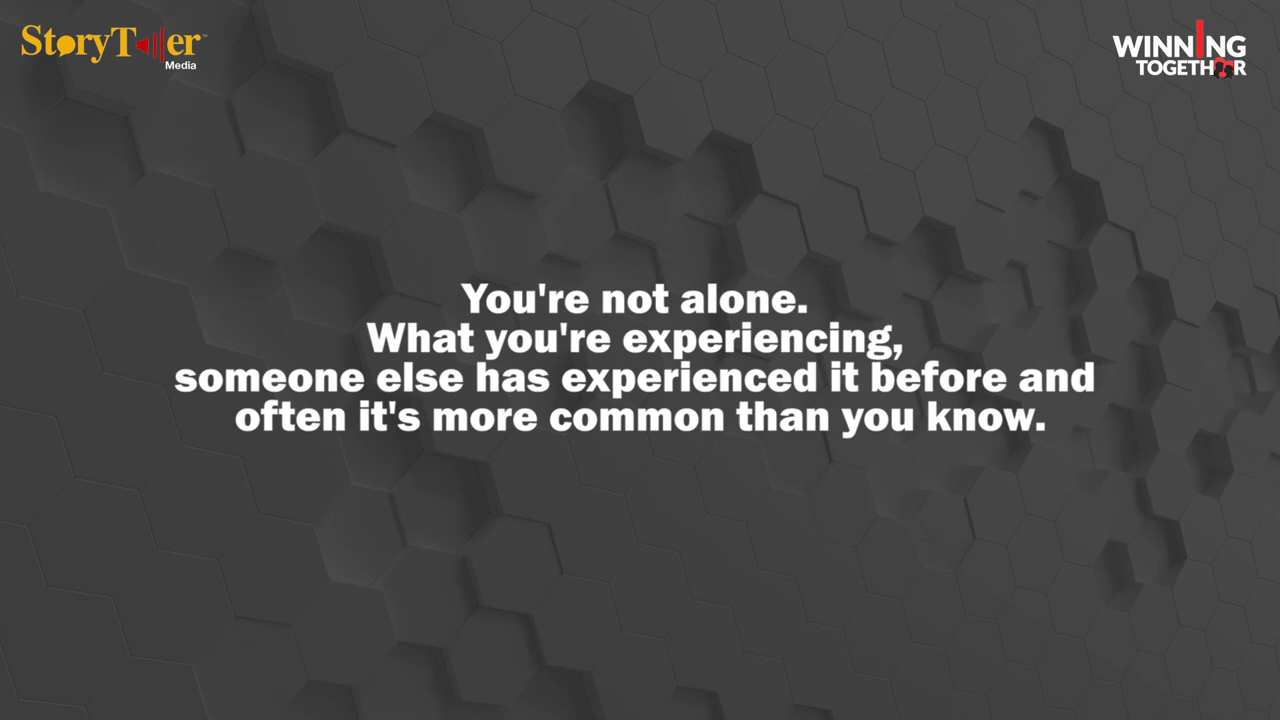 StoryTeller™
Media
WINNING
TOGETHER
You're not alone.
What you're experiencing,
someone else has experienced it before and
often it's more common than you know.